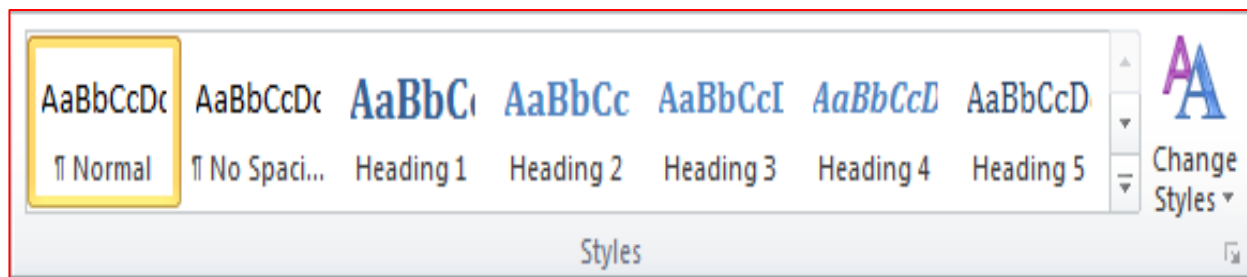 AaBbCcDc AaBbCcDc AaBbC AaBbCc AaBbCcI AaBbCcD AaBbCcD
¶ Normal ¶ No Spaci... Heading 1 Heading 2 Heading 3 Heading 4 Heading 5
Change
Styles
Styles